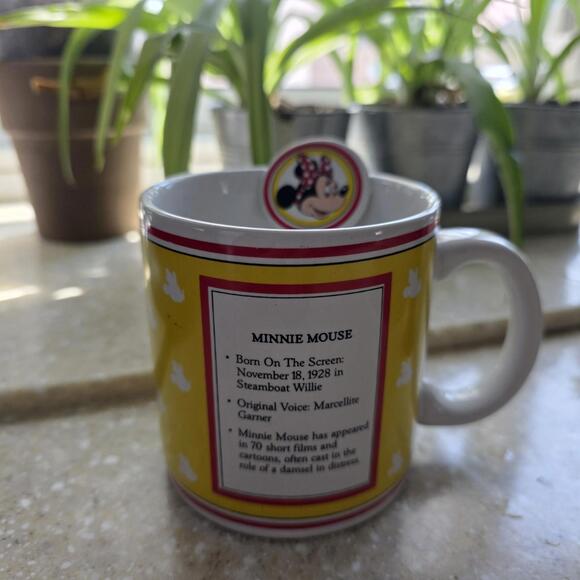 MINNIE MOUSE
• Born On The Screen:
November 18, 1928 in
Steamboat Willie
• Original Voice: Marcellite
Garner
• Minnie Mouse has appeared
in 70 short films and
cartoons, often cast in the
role of a damsel in distress.